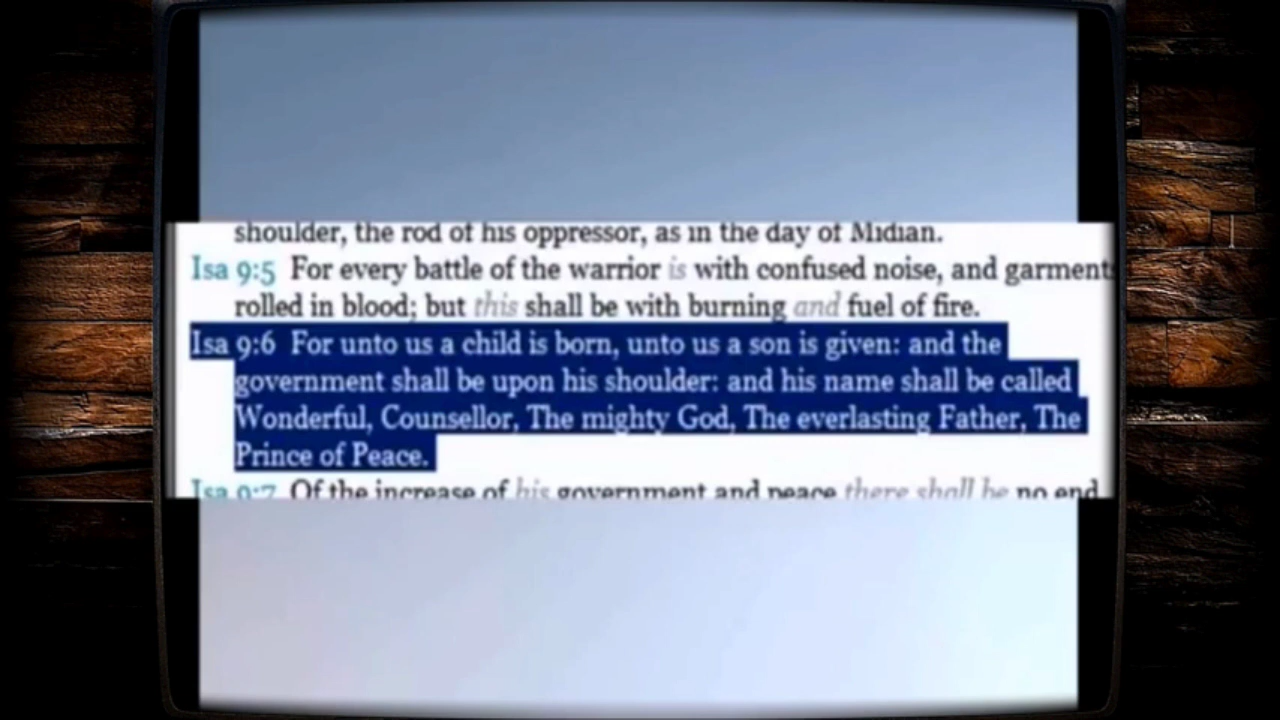 shoulder, the rod of his oppressor, as in the day of Midian.
Isa 9:5 For every battle of the warrior is with confused noise, and garments
rolled in blood; but this shall be with burning and fuel of fire.
Isa 9:6 For unto us a child is born, unto us a son is given: and the
government shall be upon his shoulder: and his name shall be called
Wonderful, Counsellor, The mighty God, The everlasting Father, The
Prince of Peace.
Isa 9:7 Of the increase of his government and peace there shall be no end,